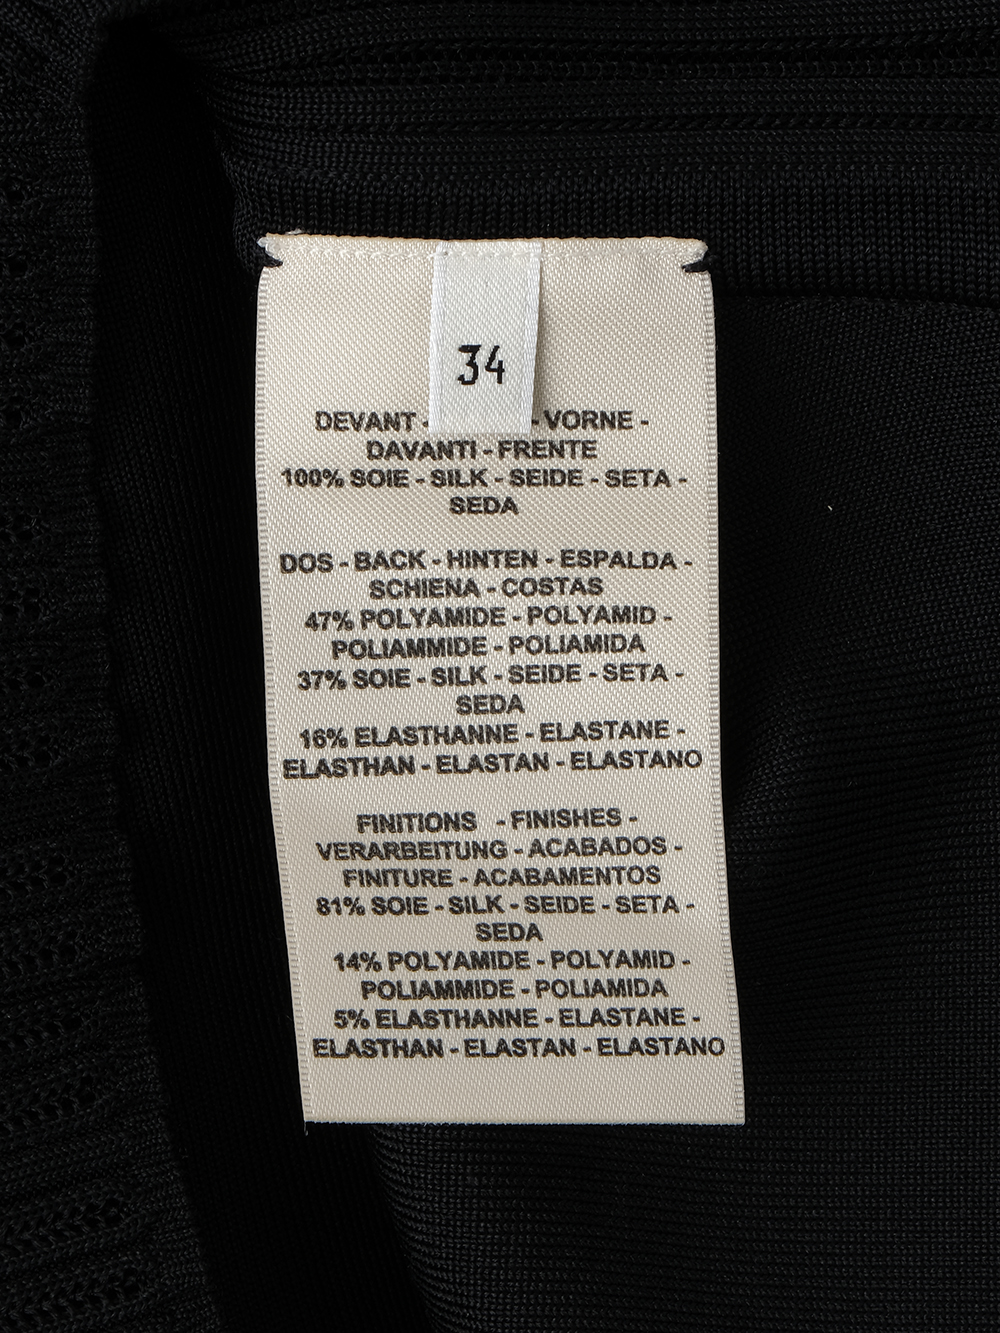 34
DEVANT - - VORNE -
DAVANTI - FRENTE
100% SOIE - SILK - SEIDE - SETA -
SEDA
DOS - BACK - HINTEN - ESPALDA -
SCHIENA - COSTAS
47% POLYAMIDE - POLYAMID -
POLIAMMIDE - POLIAMIDA
37% SOIE - SILK - SEIDE - SETA -
SEDA
16% ELASTHANNE - ELASTANE -
ELASTHAN - ELASTAN - ELASTANO
FINITIONS - FINISHES -
VERARBEITUNG - ACABADOS -
FINITURE - ACABAMENTOS
81% SOIE - SILK - SEIDE - SETA -
SEDA
14% POLYAMIDE - POLYAMID -
POLIAMMIDE - POLIAMIDA
5% ELASTHANNE - ELASTANE -
ELASTHAN - ELASTAN - ELASTANO